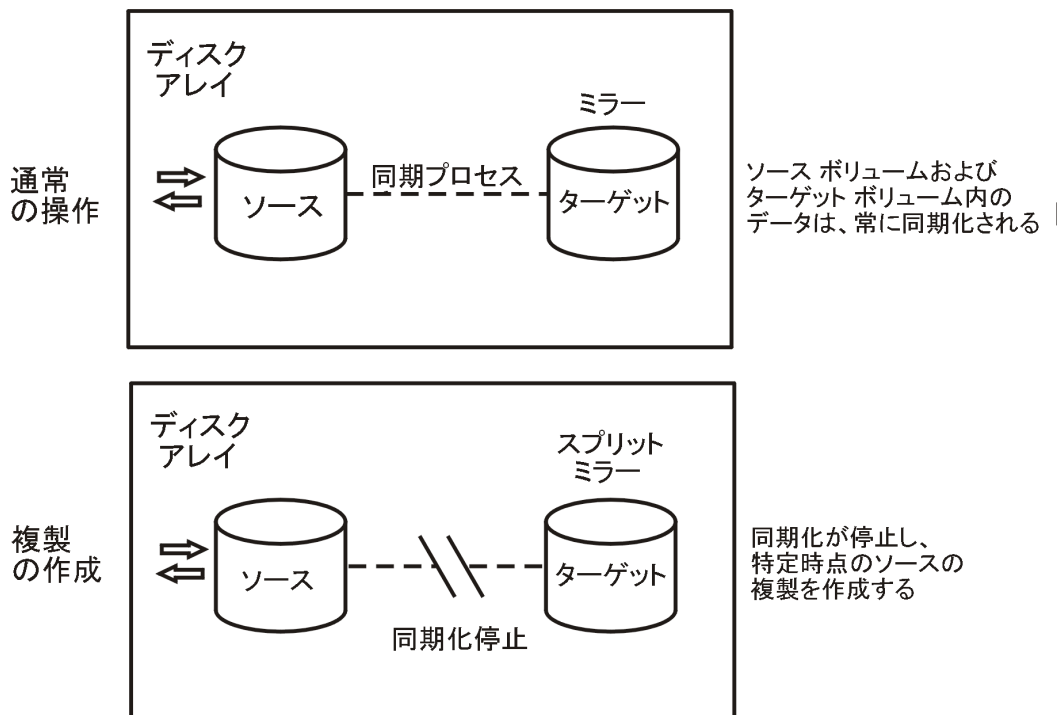 ディスク
アレイ
ミラー
通常
の操作
ソース
同期プロセス
ターゲット
ソース ボリュームおよび
ターゲット ボリューム内の
データは、常に同期化される
ディスク
アレイ
スプリット
ミラー
複製
の作成
ソース
ターゲット
同期化停止
同期化が停止し、
特定時点のソースの
複製を作成する